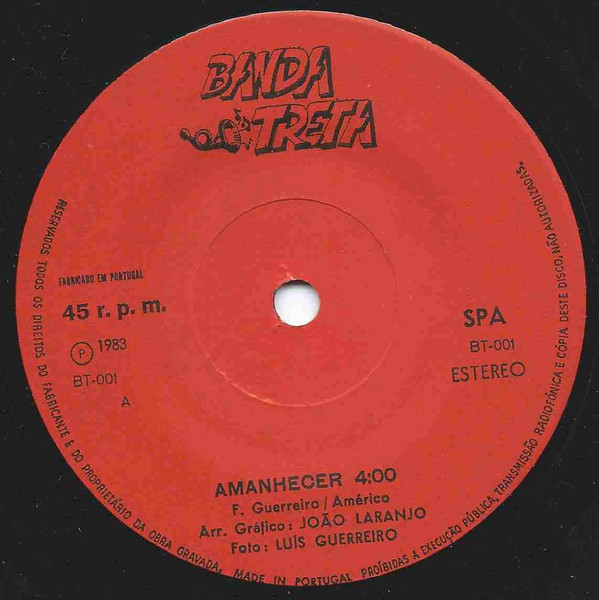 BANDA
TRETA
FABRICADO EM PORTUGAL
45 r. p. m.
Ⓟ 1983
BT-001
A
SPA
BT-001
ESTEREO
AMANHECER 4:00
F. Guerreiro / Américo
Arr. Gráfico : JOÃO LARANJO
Foto : LUÍS GUERREIRO
RESERVADOS TODOS OS DIREITOS DO FABRICANTE E DO PROPRIETÁRIO DA OBRA GRAVADA. MADE IN PORTUGAL PROÍBIDAS A EXECUÇÃO PÚBLICA, TRANSMISSÃO RADIOFÓNICA E CÓPIA DESTE DISCO NÃO AUTORIZADAS.